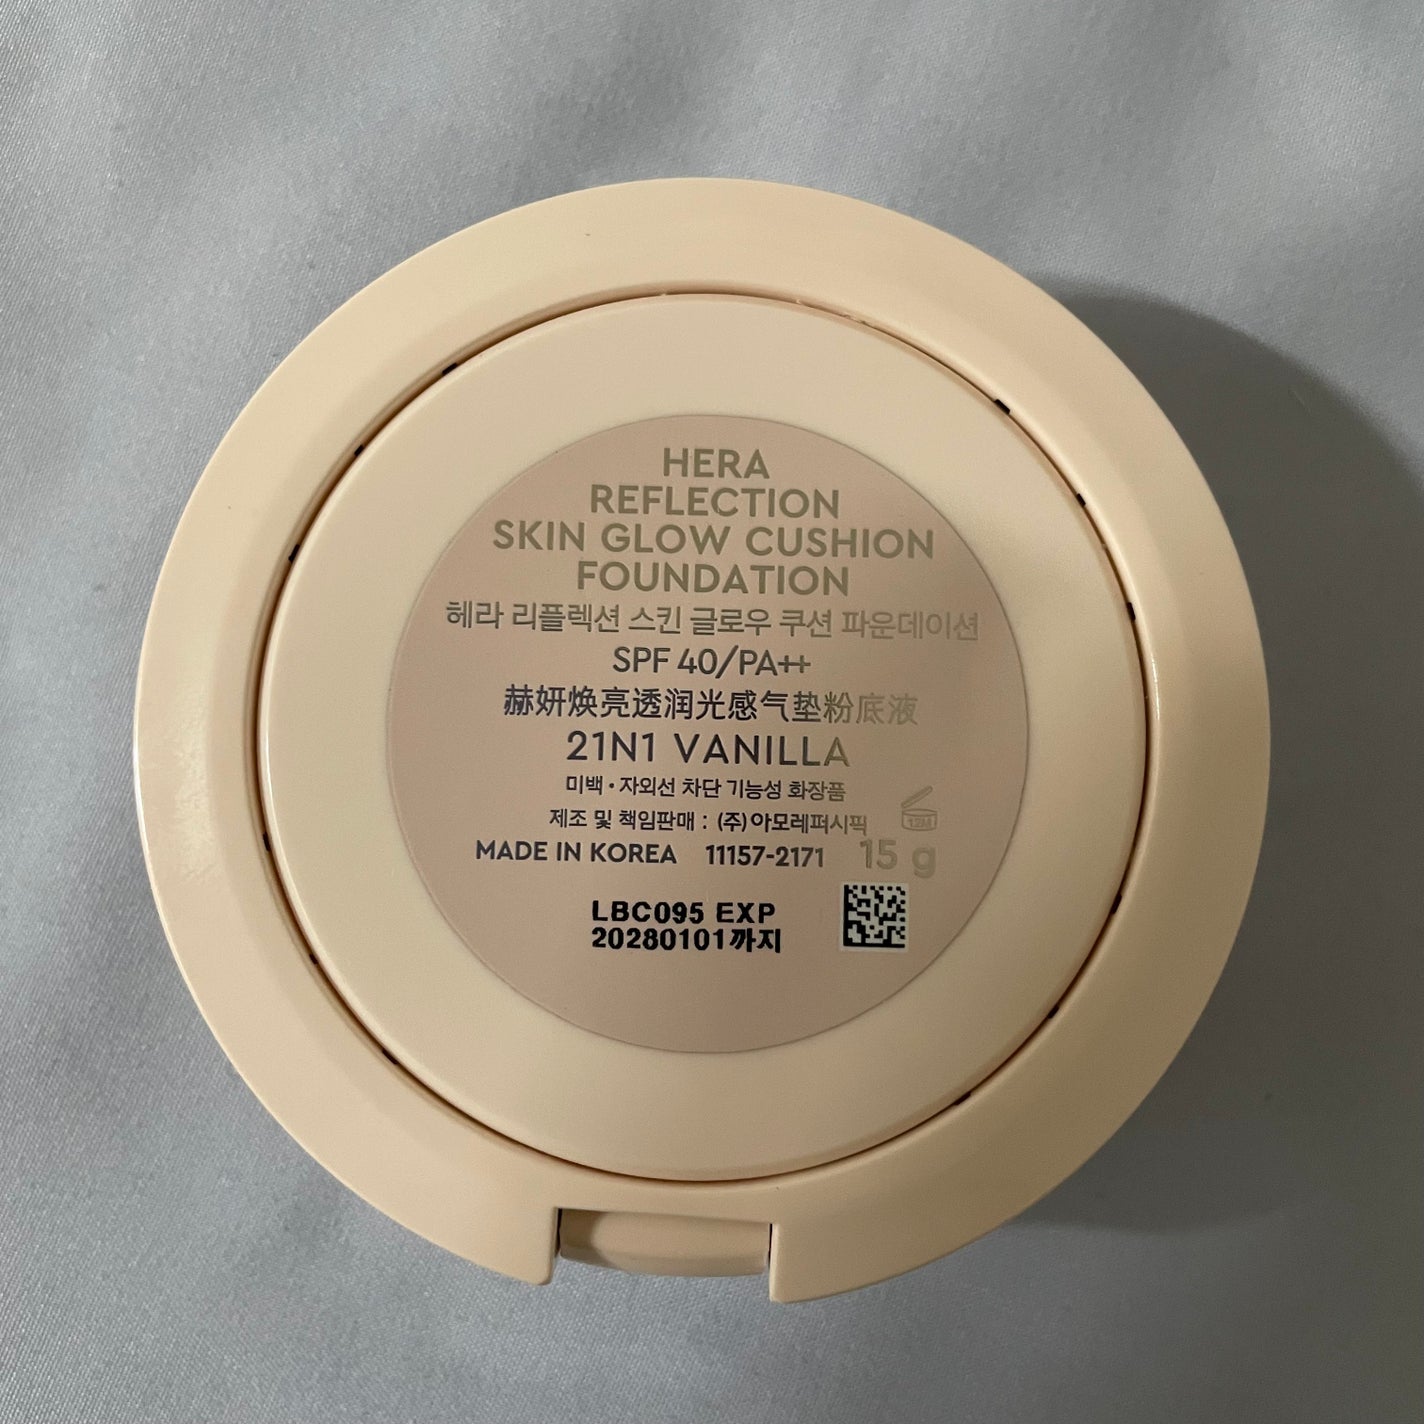 HERA
REFLECTION
SKIN GLOW CUSHION
FOUNDATION
헤라 리플렉션 스킨 글로우 쿠션 파운데이션
SPF 40/PA++
赫妍焕亮透润光感气垫粉底液
21N1 VANILLA
미백•자외선 차단 기능성 화장품
제조 및 책임판매 : (주)아모레퍼시픽
12M
MADE IN KOREA 11157-2171 15 g
LBC095 EXP
20280101까지